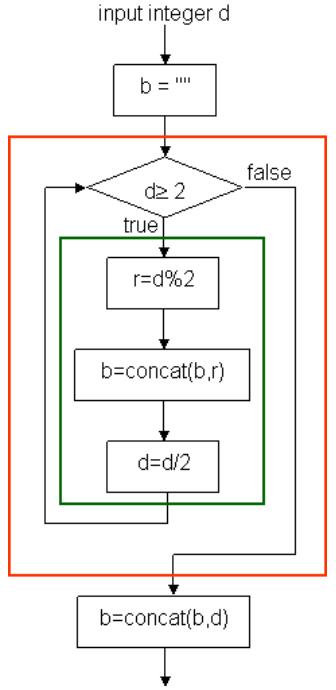 input integer d
b = ""
d≥ 2
false
true
r=d%2
b=concat(b,r)
d=d/2
b=concat(b,d)